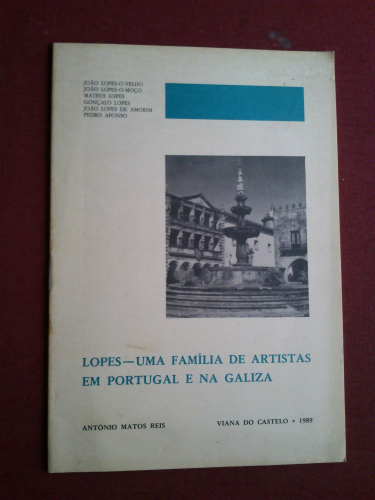 JOÃO LOPES-O-VELHO
JOÃO LOPES-O-MOÇO
MATEUS LOPES
GONÇALO LOPES
JOÃO LOPES DE AMORIM
PEDRO AFONSO
LOPES—UMA FAMÍLIA DE ARTISTAS
EM PORTUGAL E NA GALIZA
ANTÓNIO MATOS REIS VIANA DO CASTELO • 1989